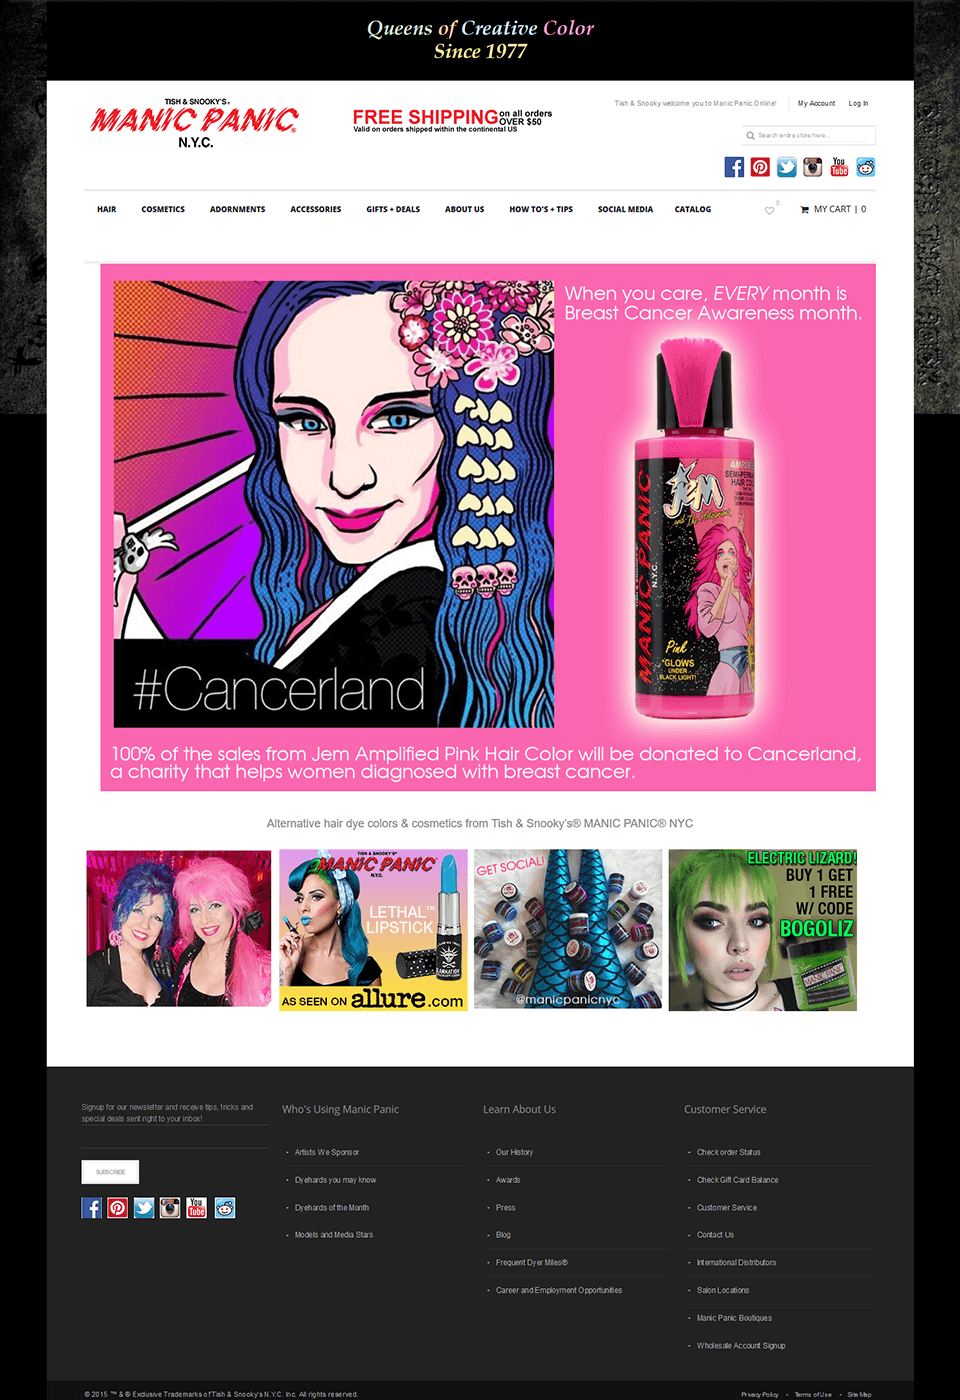 Queens of Creative Color
Since 1977
TISH & SNOOKY'S®
MANIC PANIC®
N.Y.C.
FREE SHIPPING on all orders OVER $50
Valid on orders shipped within the continental US
Tish & Snooky welcome you to Manic Panic Online!
My Account
Log In
Search entire store here...
You
Tube
HAIR
COSMETICS
ADORNMENTS
ACCESSORIES
GIFTS + DEALS
ABOUT US
HOW TO'S + TIPS
SOCIAL MEDIA
CATALOG
0
MY CART | 0
When you care, EVERY month is
Breast Cancer Awareness month.
#Cancerland
AMPLIFIED
SEMI-PERMANENT
HAIR COLOR
Jem
and The Holograms
MANIC PANIC
N.Y.C.
Pink
*GLOWS
UNDER
BLACK LIGHT!
100% of the sales from Jem Amplified Pink Hair Color will be donated to Cancerland,
a charity that helps women diagnosed with breast cancer.
Alternative hair dye colors & cosmetics from Tish & Snooky's® MANIC PANIC® NYC
TISH & SNOOKY'S®
MANIC PANIC®
N.Y.C.
LETHAL™
LIPSTICK
AS SEEN ON allure.com
GET SOCIAL!
@manicpanicnyc
ELECTRIC LIZARD!
BUY 1 GET
1 FREE
W/ CODE
BOGOLIZ
MANIC PANIC
Signup for our newsletter and receive tips, tricks and
special deals sent right to your inbox!
SUBSCRIBE
You
Tube
Who's Using Manic Panic
Artists We Sponsor
Dyehards you may know
Dyehards of the Month
Models and Media Stars
Learn About Us
Our History
Awards
Press
Blog
Frequent Dyer Miles®
Career and Employment Opportunities
Customer Service
Check order Status
Check Gift Card Balance
Customer Service
Contact Us
International Distributors
Salon Locations
Manic Panic Boutiques
Wholesale Account Signup
© 2015 ™ & ® Exclusive Trademarks of Tish & Snooky's N.Y.C. Inc. All rights reserved.
Privacy Policy
Terms of Use
Site Map